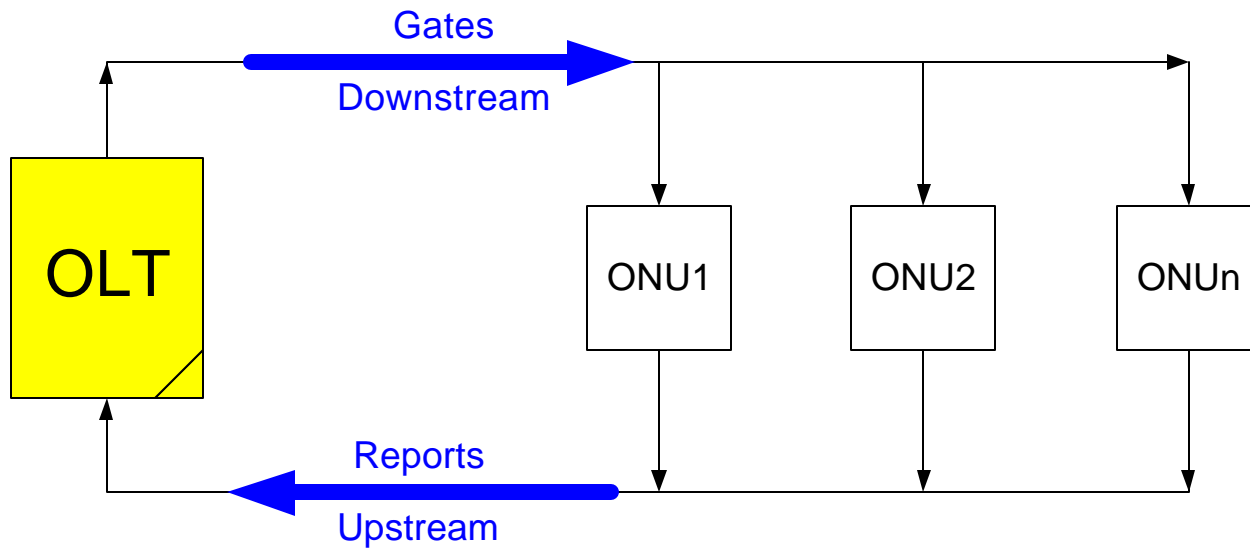 Gates
Downstream
OLT
ONU1
ONU2
ONUn
Reports
Upstream